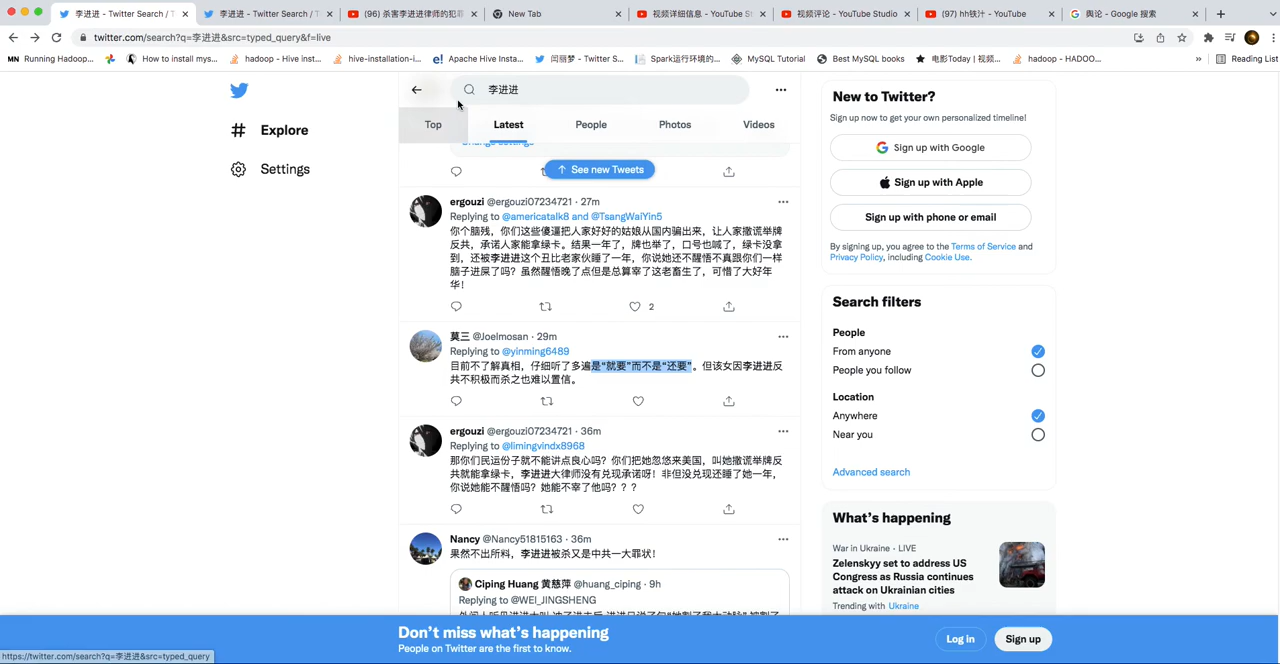 李进进 - Twitter Search / T
李进进 - Twitter Search / T
(96) 杀害李进进律师的犯罪
New Tab
视频详细信息 - YouTube St
视频评论 - YouTube Studio
(97) hh铁汁 - YouTube
舆论 - Google 搜索
twitter.com/search?q=李进进&src=typed_query&f=live
Running Hadoop...
How to install mys...
hadoop - Hive inst...
hive-installation-i...
Apache Hive Insta...
闫丽梦 - Twitter S...
Spark运行环境的...
MySQL Tutorial
Best MySQL books
电影Today | 视频...
hadoop - HADOO...
»
Reading List
Explore
Settings
李进进
Top
Latest
People
Photos
Videos
Change settings
See new Tweets
ergouzi @ergouzi07234721 · 27m
Replying to @americatalk8 and @TsangWaiYin5
你个脑残，你们这些傻逼把人家好好的姑娘从国内骗出来，让人家撒谎举牌
反共，承诺人家能拿绿卡。结果一年了，牌也举了，口号也喊了，绿卡没拿
到，还被李进进这个丑比老家伙睡了一年，你说她还不醒悟不真跟你们一样
脑子进屎了吗？虽然醒悟晚了点但是总算宰了这老畜生了，可惜了大好年
华！
2
莫三 @Joelmosan · 29m
Replying to @yinming6489
目前不了解真相，仔细听了多遍是“就要”而不是“还要”。但该女因李进进反
共不积极而杀之也难以置信。
ergouzi @ergouzi07234721 · 36m
Replying to @limingvindx8968
那你们民运份子就不能讲点良心吗？你们把她忽悠来美国，叫她撒谎举牌反
共就能拿绿卡，李进进大律师没有兑现承诺呀！非但没兑现还睡了她一年，
你说她能不醒悟吗？她能不宰了他吗？？？
Nancy @Nancy51815163 · 36m
果然不出所料，李进进被杀又是中共一大罪状！
Ciping Huang 黄慈萍 @huang_ciping · 9h
Replying to @WEI_JINGSHENG
New to Twitter?
Sign up now to get your own personalized timeline!
Sign up with Google
Sign up with Apple
Sign up with phone or email
By signing up, you agree to the Terms of Service and
Privacy Policy, including Cookie Use.
Search filters
People
From anyone
People you follow
Location
Anywhere
Near you
Advanced search
What's happening
War in Ukraine · LIVE
Zelenskyy set to address US
Congress as Russia continues
attack on Ukrainian cities
Trending with Ukraine
Don't miss what's happening
People on Twitter are the first to know.
Log in
Sign up
https://twitter.com/search?q=李进进&src=typed_query